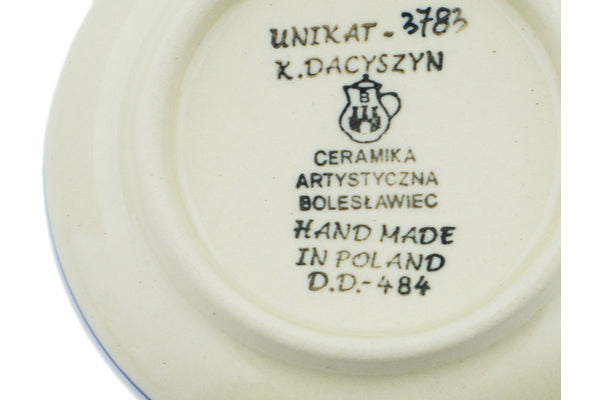 UNIKAT - 3783
K. DACYSZYN
B
CERAMIKA
ARTYSTYCZNA
BOLESŁAWIEC
HAND MADE
IN POLAND
D.D.-484